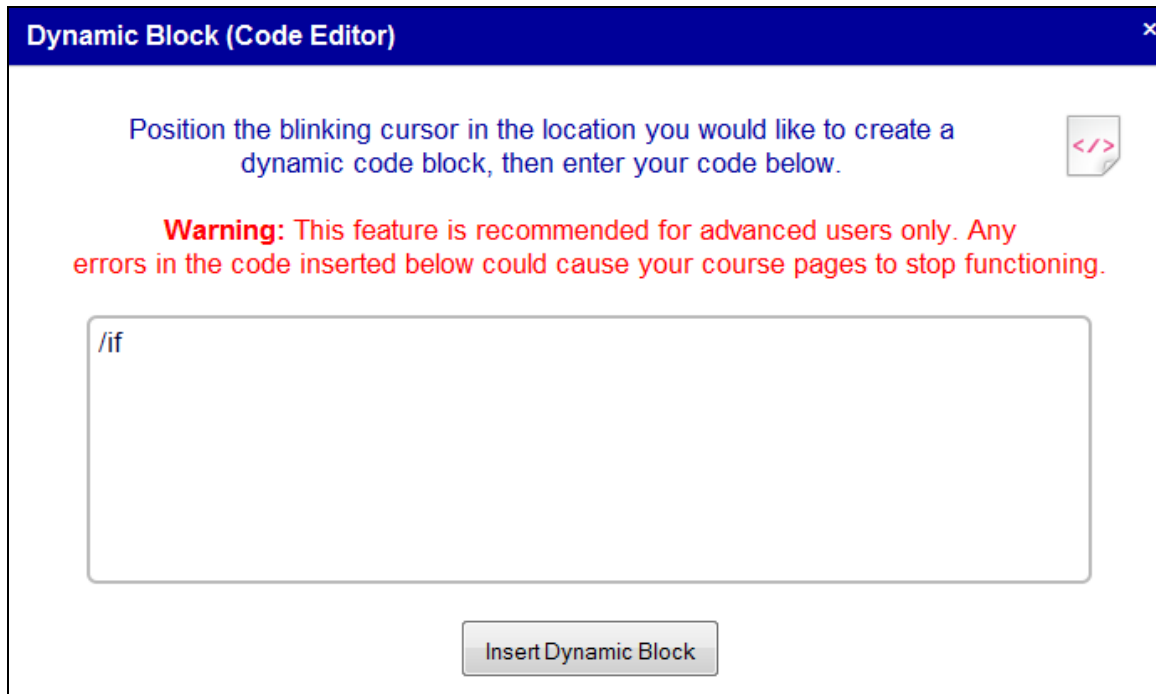 Dynamic Block (Code Editor)
×
Position the blinking cursor in the location you would like to create a
dynamic code block, then enter your code below.
</>
Warning: This feature is recommended for advanced users only. Any
errors in the code inserted below could cause your course pages to stop functioning.
/if
Insert Dynamic Block